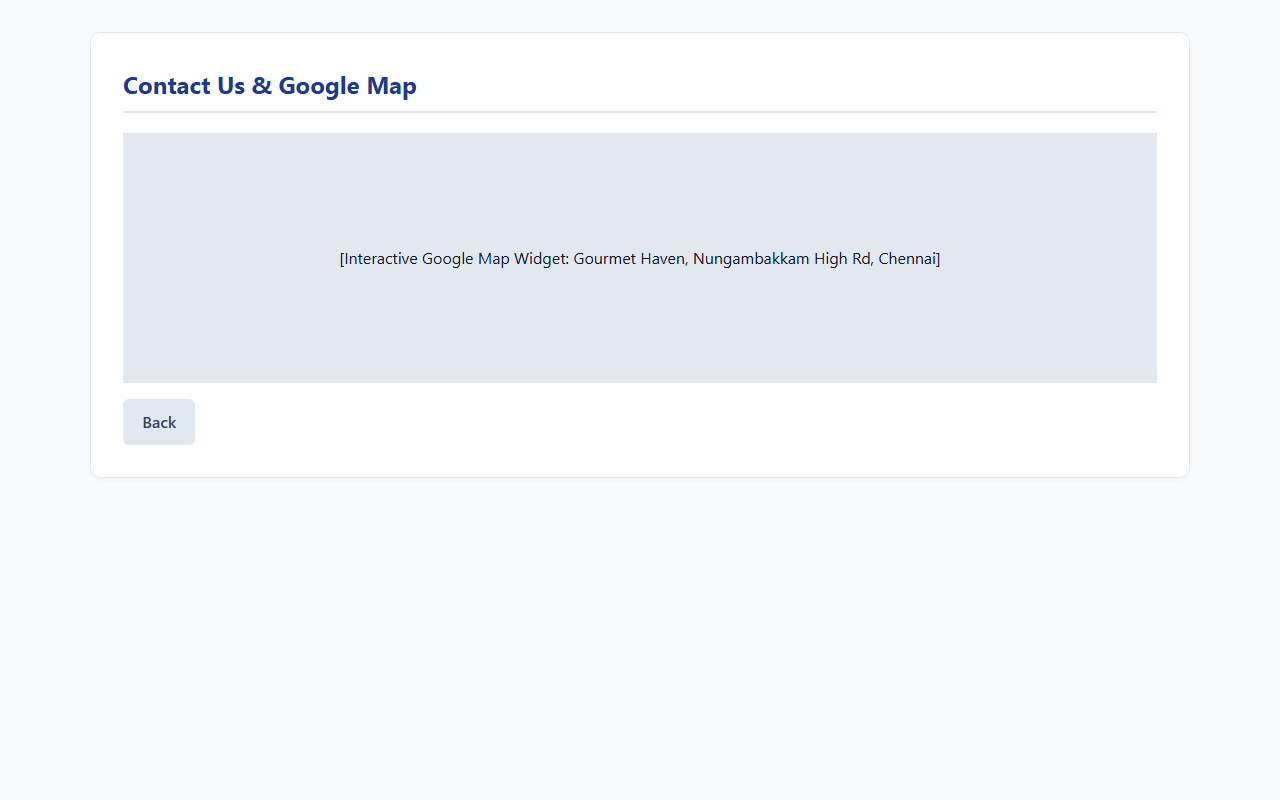 Contact Us & Google Map
[Interactive Google Map Widget: Gourmet Haven, Nungambakkam High Rd, Chennai]
Back